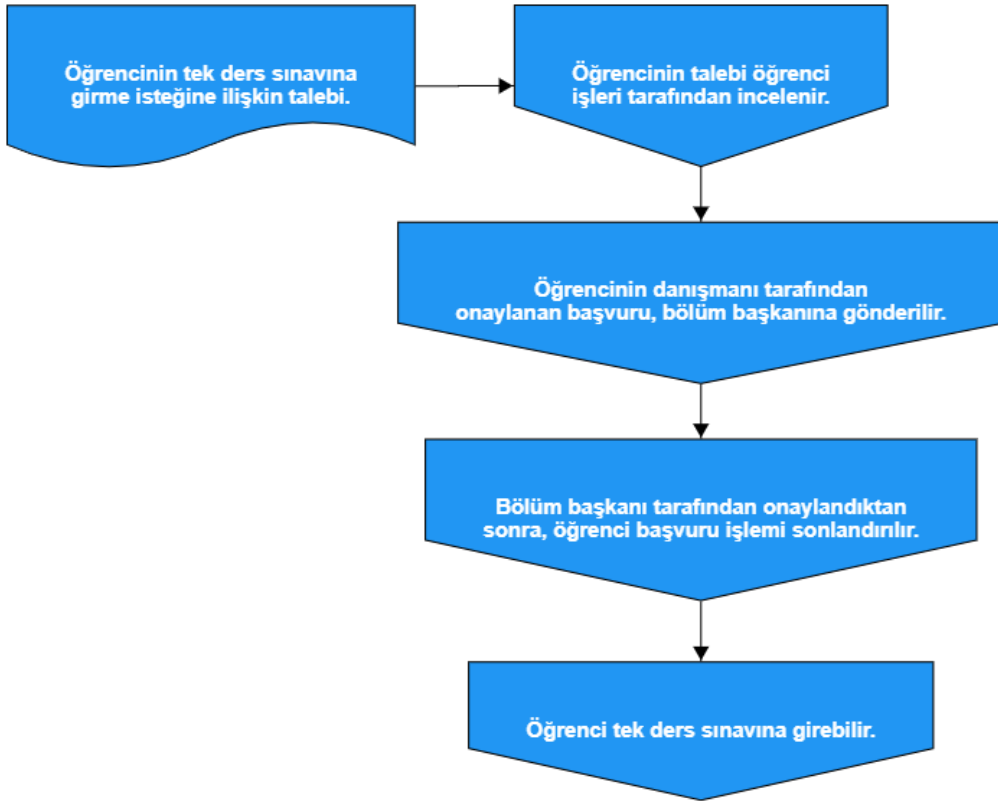 Öğrencinin tek ders sınavına
girme isteğine ilişkin talebi.
Öğrencinin talebi öğrenci
işleri tarafından incelenir.
Öğrencinin danışmanı tarafından
onaylanan başvuru, bölüm başkanına gönderilir.
Bölüm başkanı tarafından onaylandıktan
sonra, öğrenci başvuru işlemi sonlandırılır.
Öğrenci tek ders sınavına girebilir.